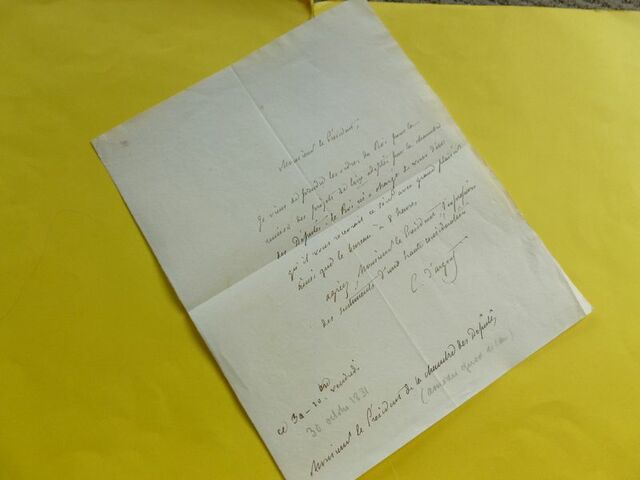 Monsieur le Président,
Je viens de prendre les ordres du Roi pour la
remise des projets de loix adoptés par la chambre
des Députés; le Roi m'a chargé de vous dire
qu'il vous recevrait ce soir avec grand plaisir
ainsi que le bureau à 8 heures.
agréez, Monsieur le Président, l'expression
des sentiments d'une haute considération
C. d'argout
ce 30 vendredi
30 octobre 1831
Monsieur le Président de la chambre des Députés